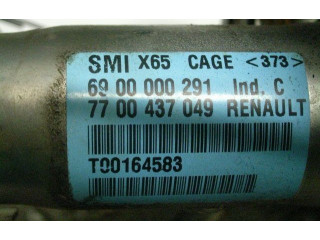 SMI X65 CAGE <373>
69 00 000 291 Ind. C
77 00 437 049 RENAULT
T00164583